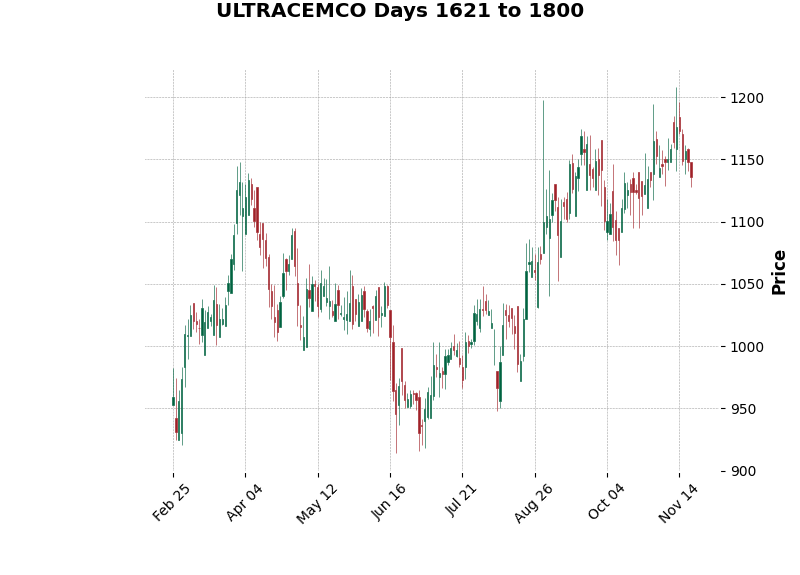 ULTRACEMCO Days 1621 to 1800
1200
1150
1100
1050
1000
950
900
Price
Feb 25
Apr 04
May 12
Jun 16
Jul 21
Aug 26
Oct 04
Nov 14